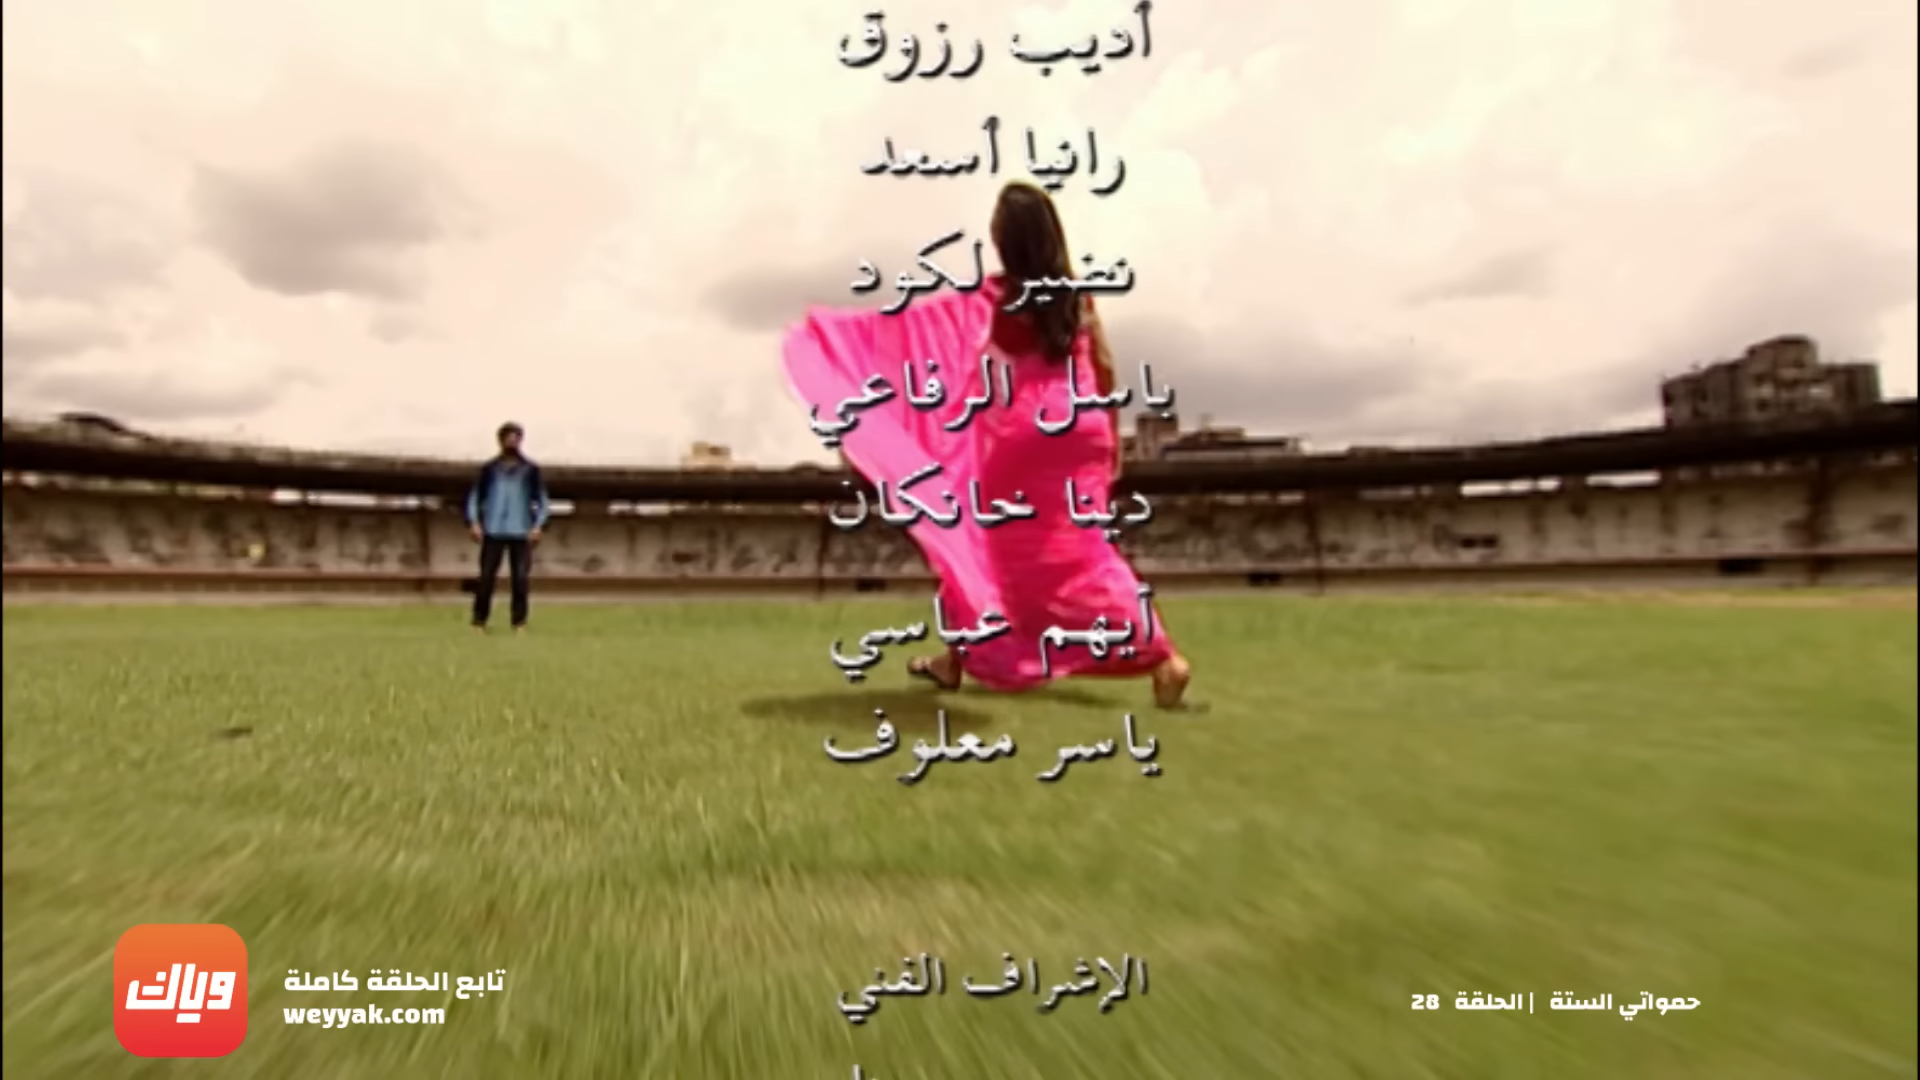 أديب رزوق
رانيا أسعد
نضير لكود
باسل الرفاعي
دينا خانكان
أيهم عباسي
ياسر معلوف
الإشراف الفني
وياك
تابع الحلقة كاملة
weyyak.com
حمواتي الستة | الحلقة 28